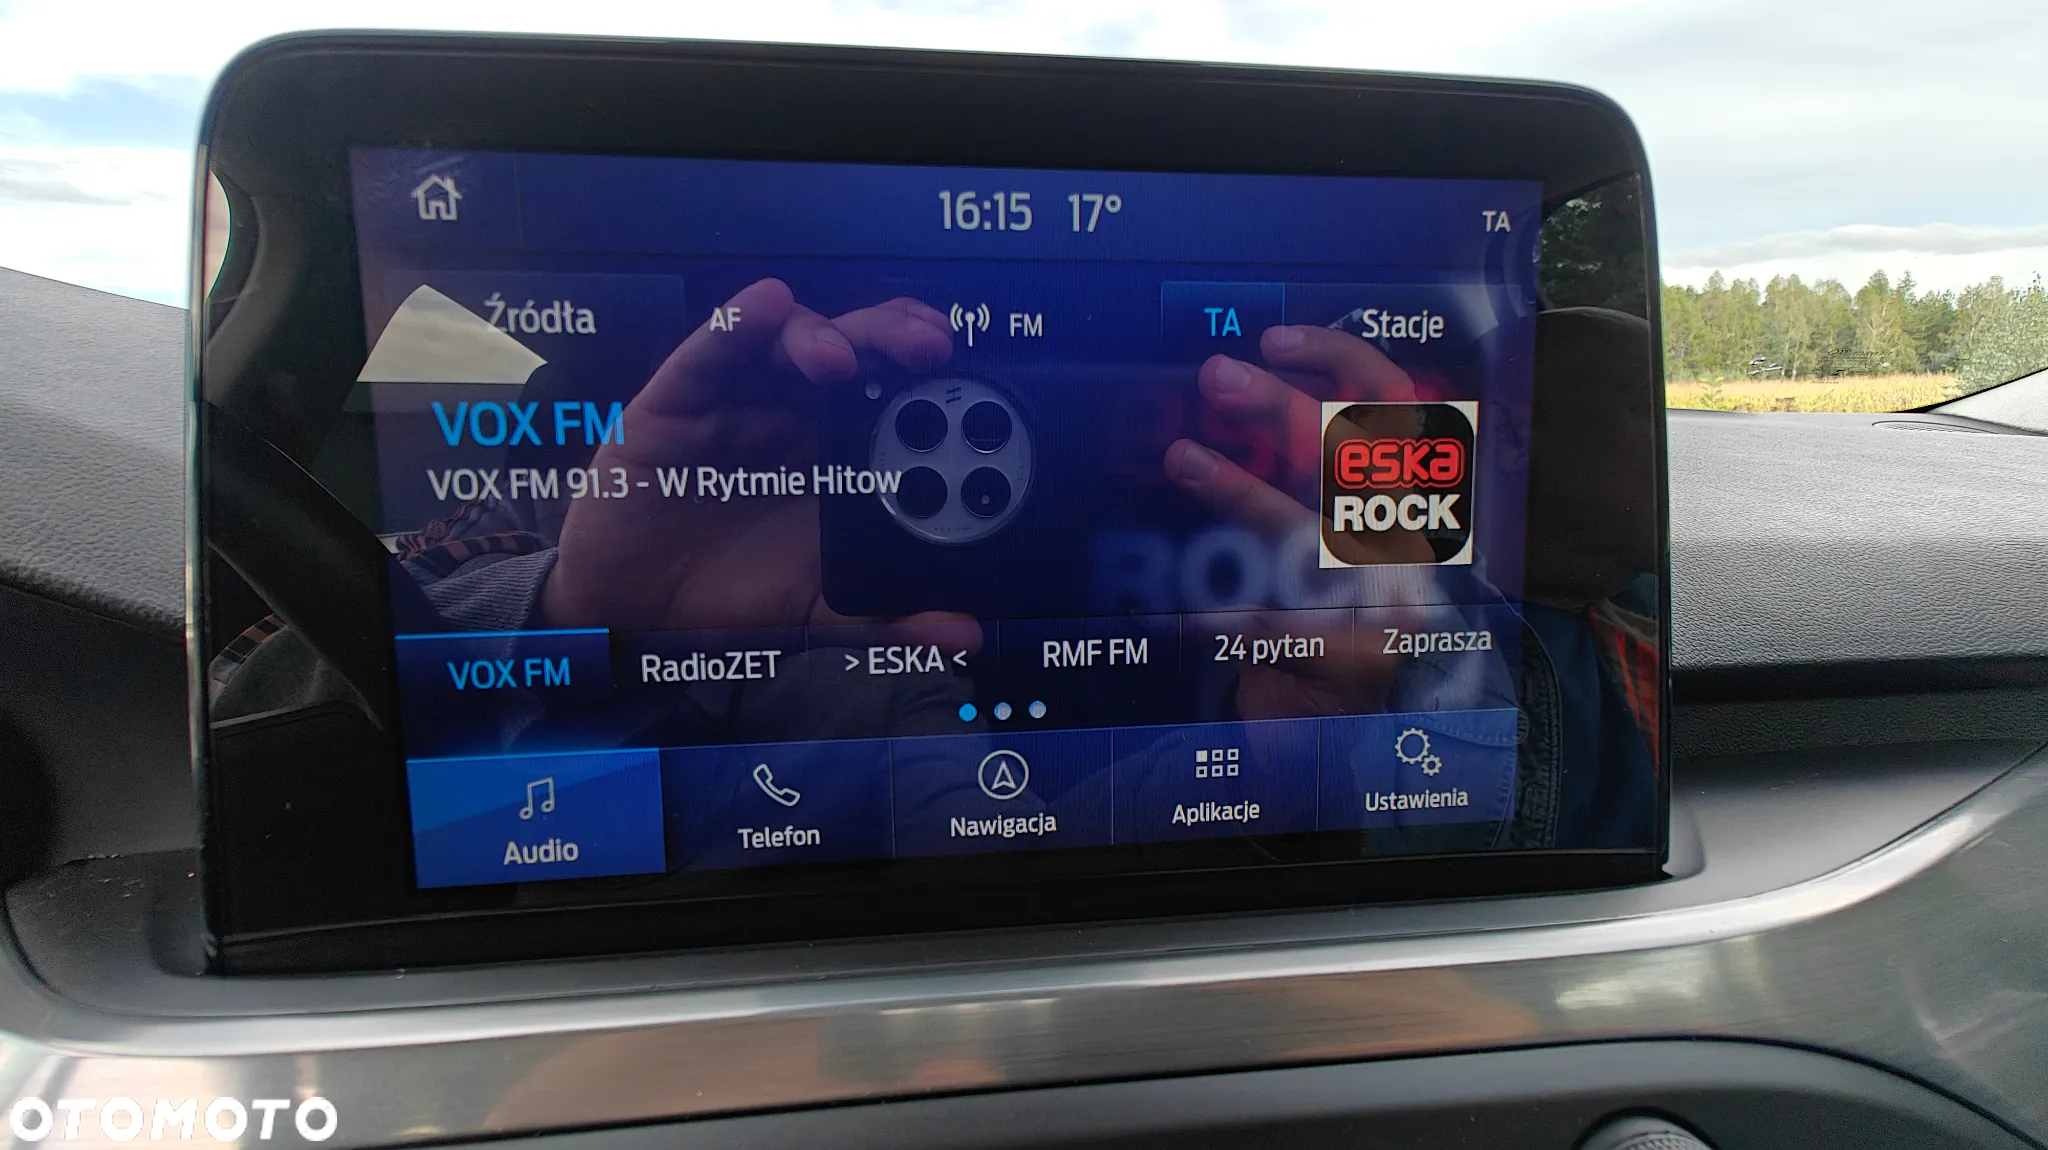 16:15 17° TA
Źródła AF FM TA Stacje
VOX FM
VOX FM 91.3 - W Rytmie Hitow
eska
ROCK
VOX FM RadioZET > ESKA < RMF FM 24 pytan Zaprasza
Audio Telefon Nawigacja Aplikacje Ustawienia
OTOMOTO